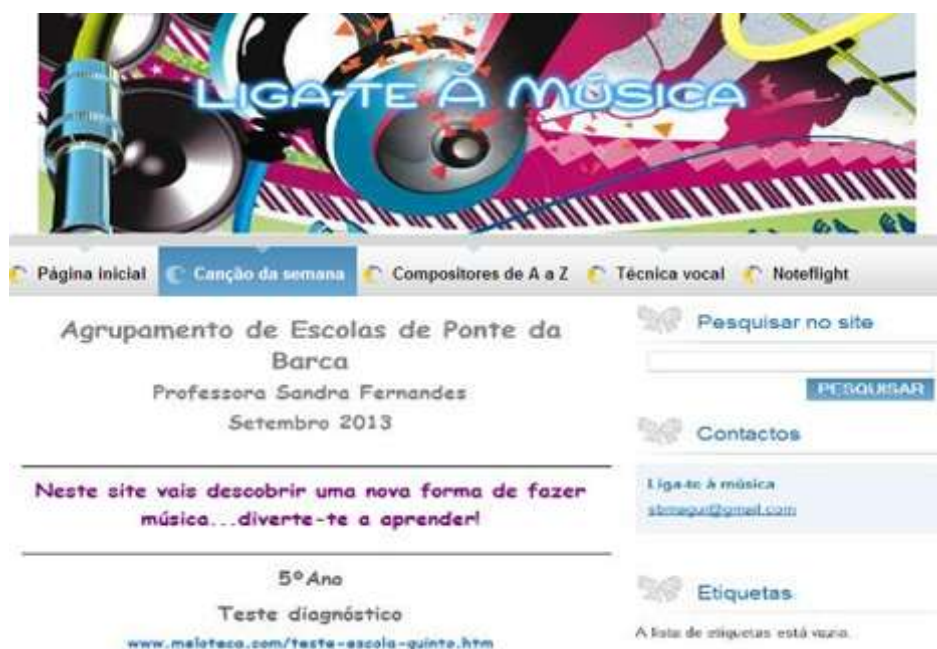 LIGA-TE À MÚSICA
Página inicial
Canção da semana
Compositores de A a Z
Técnica vocal
Noteflight
Agrupamento de Escolas de Ponte da
Barca
Professora Sandra Fernandes
Setembro 2013
Neste site vais descobrir uma nova forma de fazer
música...diverte-te a aprender!
5º Ano
Teste diagnóstico
www.meloteca.com/teste-escola-quinto.htm
Pesquisar no site
PESQUISAR
Contactos
Liga-te à música
Etiquetas
A lista de etiquetas está vazia.